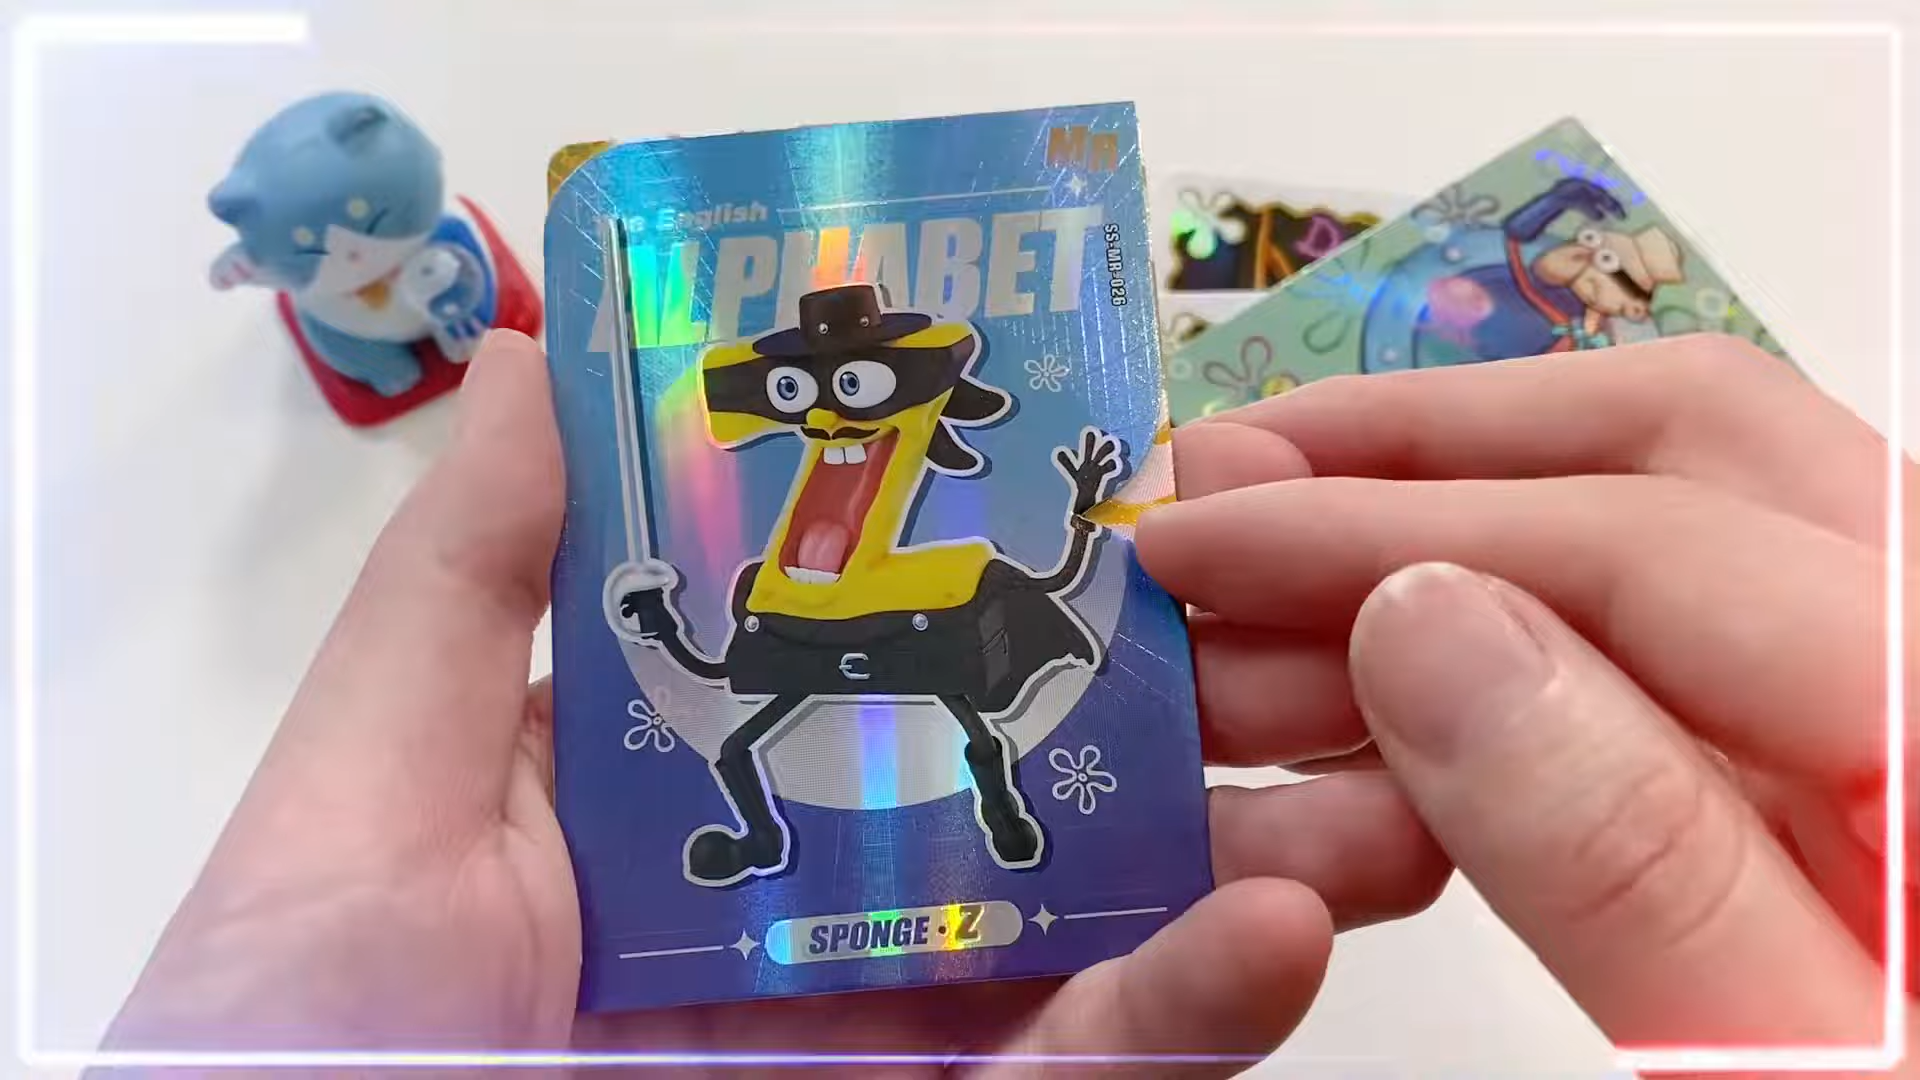 MR
The English
ALPHABET
SS-MR-026
€
SPONGE · Z